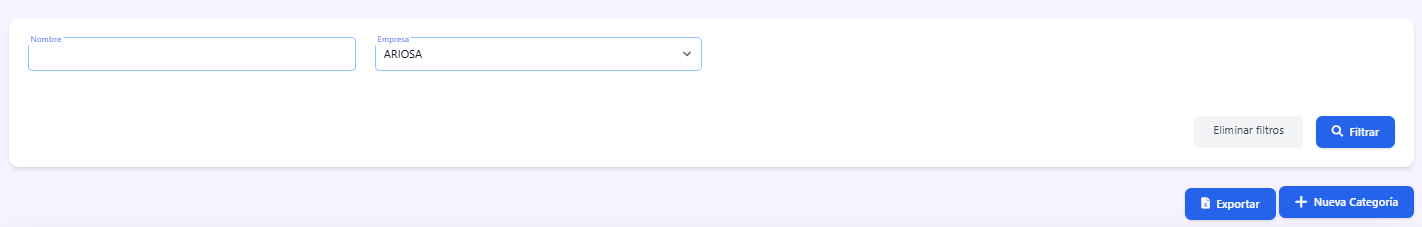 Nombre
Empresa
ARIOSA
Eliminar filtros
Filtrar
Exportar
Nueva Categoría